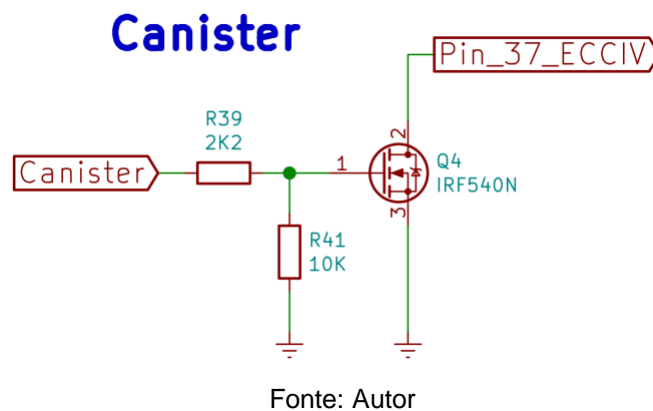 Canister
Pin_37_ECCIV
R39
2K2
Canister
1
2
Q4
IRF540N
3
R41
10K
Fonte: Autor